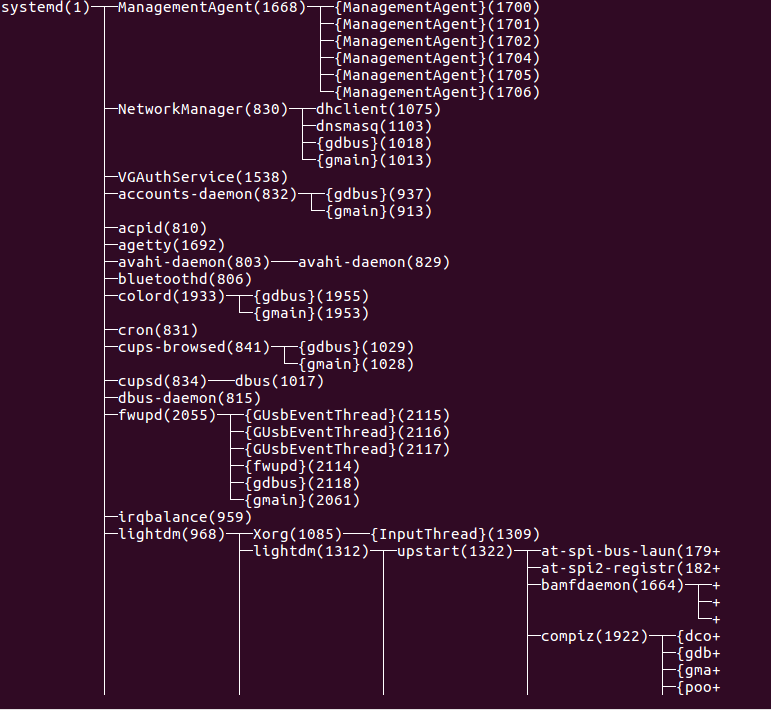 systemd(1)─┬─ManagementAgent(1668)─┬─{ManagementAgent}(1700)
           │                       ├─{ManagementAgent}(1701)
           │                       ├─{ManagementAgent}(1702)
           │                       ├─{ManagementAgent}(1704)
           │                       ├─{ManagementAgent}(1705)
           │                       └─{ManagementAgent}(1706)
           ├─NetworkManager(830)─┬─dhclient(1075)
           │                     ├─dnsmasq(1103)
           │                     ├─{gdbus}(1018)
           │                     └─{gmain}(1013)
           ├─VGAuthService(1538)
           ├─accounts-daemon(832)─┬─{gdbus}(937)
           │                      └─{gmain}(913)
           ├─acpid(810)
           ├─agetty(1692)
           ├─avahi-daemon(803)───avahi-daemon(829)
           ├─bluetoothd(806)
           ├─colord(1933)─┬─{gdbus}(1955)
           │              └─{gmain}(1953)
           ├─cron(831)
           ├─cups-browsed(841)─┬─{gdbus}(1029)
           │                   └─{gmain}(1028)
           ├─cupsd(834)───dbus(1017)
           ├─dbus-daemon(815)
           ├─fwupd(2055)─┬─{GUsbEventThread}(2115)
           │             ├─{GUsbEventThread}(2116)
           │             ├─{GUsbEventThread}(2117)
           │             ├─{fwupd}(2114)
           │             ├─{gdbus}(2118)
           │             └─{gmain}(2061)
           ├─irqbalance(959)
           ├─lightdm(968)─┬─Xorg(1085)───{InputThread}(1309)
           │              ├─lightdm(1312)─┬─upstart(1322)─┬─at-spi-bus-laun(179+
           │              │               │               ├─at-spi2-registr(182+
           │              │               │               ├─bamfdaemon(1664)─┬─+
           │              │               │               │                  ├─+
           │              │               │               │                  └─+
           │              │               │               ├─compiz(1922)─┬─{dco+
           │              │               │               │              ├─{gdb+
           │              │               │               │              ├─{gma+
           │              │               │               │              ├─{poo+